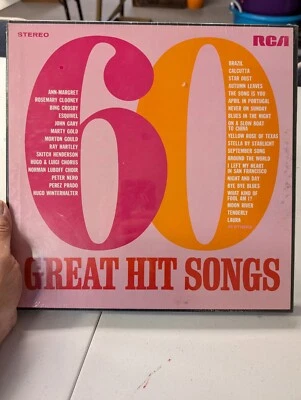 STEREO
RCA
60
ANN-MARGRET
ROSEMARY CLOONEY
BING CROSBY
ESQUIVEL
JOHN GARY
MARTY GOLD
MORTON GOULD
RAY HARTLEY
SKITCH HENDERSON
HUGO & LUIGI CHORUS
NORMAN LUBOFF CHOIR
PETER NERO
PEREZ PRADO
HUGO WINTERHALTER
BRAZIL
CALCUTTA
STAR DUST
AUTUMN LEAVES
THE SONG IS YOU
APRIL IN PORTUGAL
NEVER ON SUNDAY
BLUES IN THE NIGHT
ON A SLOW BOAT
TO CHINA
YELLOW ROSE OF TEXAS
STELLA BY STARLIGHT
SEPTEMBER SONG
AROUND THE WORLD
I LEFT MY HEART
IN SAN FRANCISCO
NIGHT AND DAY
BYE BYE BLUES
WHAT KIND OF
FOOL AM I?
MOON RIVER
TENDERLY
LAURA
GREAT HIT SONGS